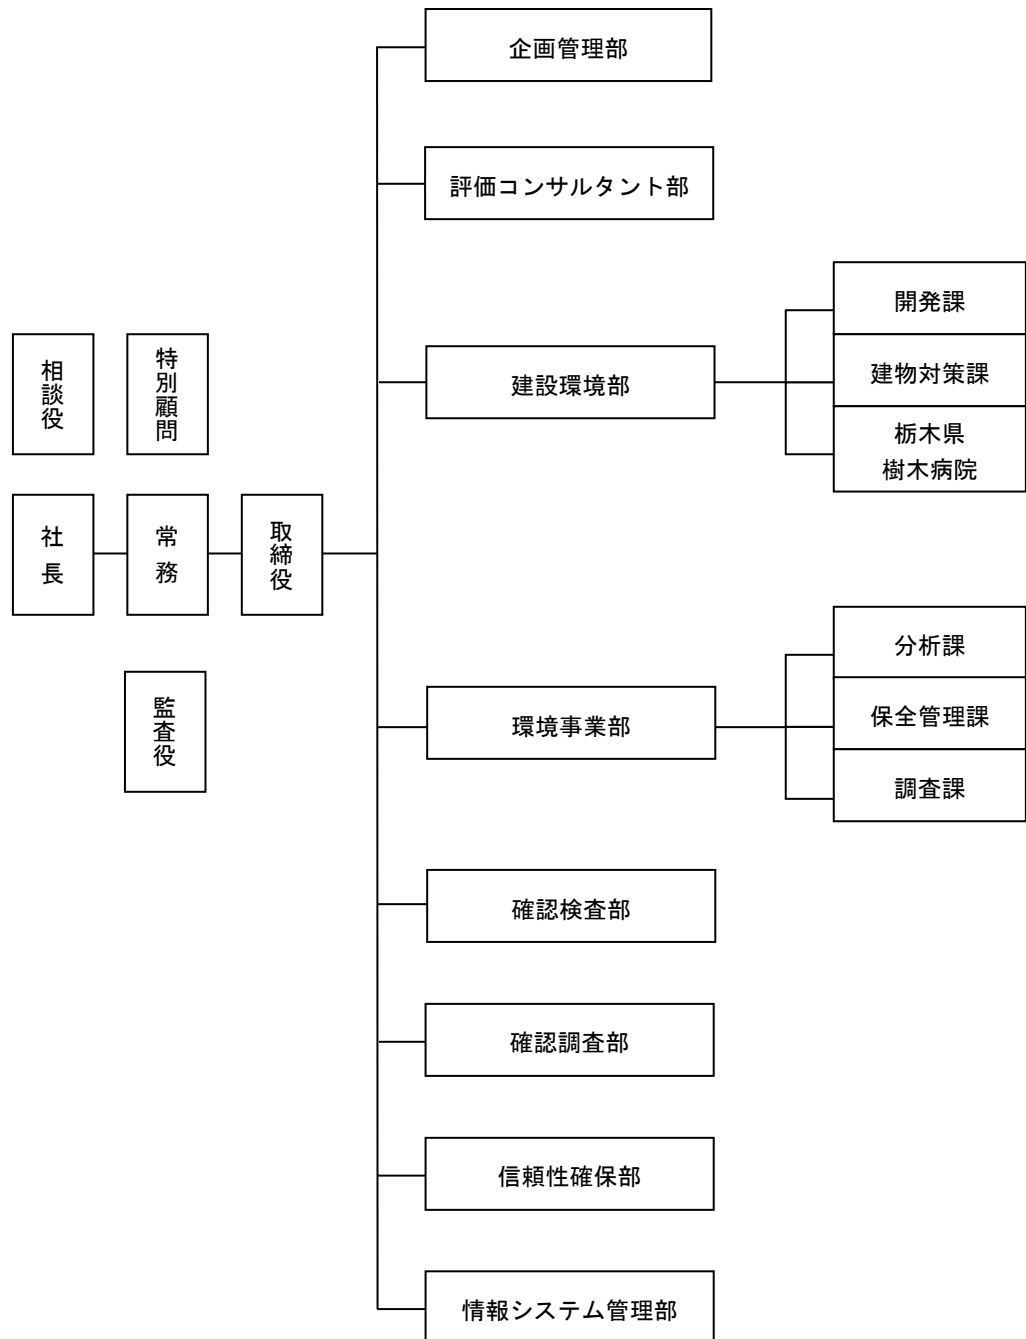 企画管理部
評価コンサルタント部
開発課
相談役
特別顧問
建設環境部
建物対策課
栃木県
樹木病院
社長
常務
取締役
分析課
監査役
環境事業部
保全管理課
調査課
確認検査部
確認調査部
信頼性確保部
情報システム管理部